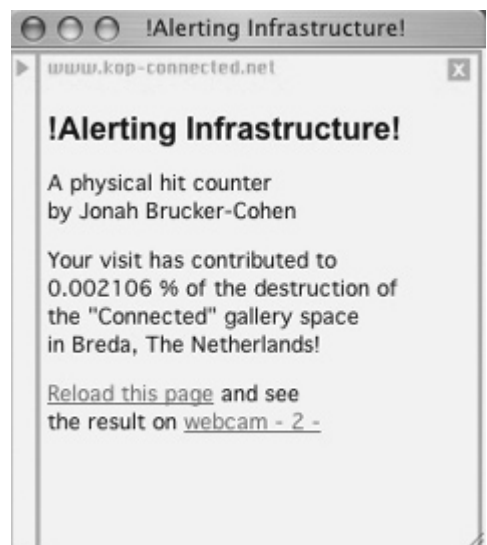 !Alerting Infrastructure!
www.kop-connected.net
X
!Alerting Infrastructure!
A physical hit counter
by Jonah Brucker-Cohen
Your visit has contributed to
0.002106 % of the destruction of
the "Connected" gallery space
in Breda, The Netherlands!
Reload this page and see
the result on webcam - 2 -